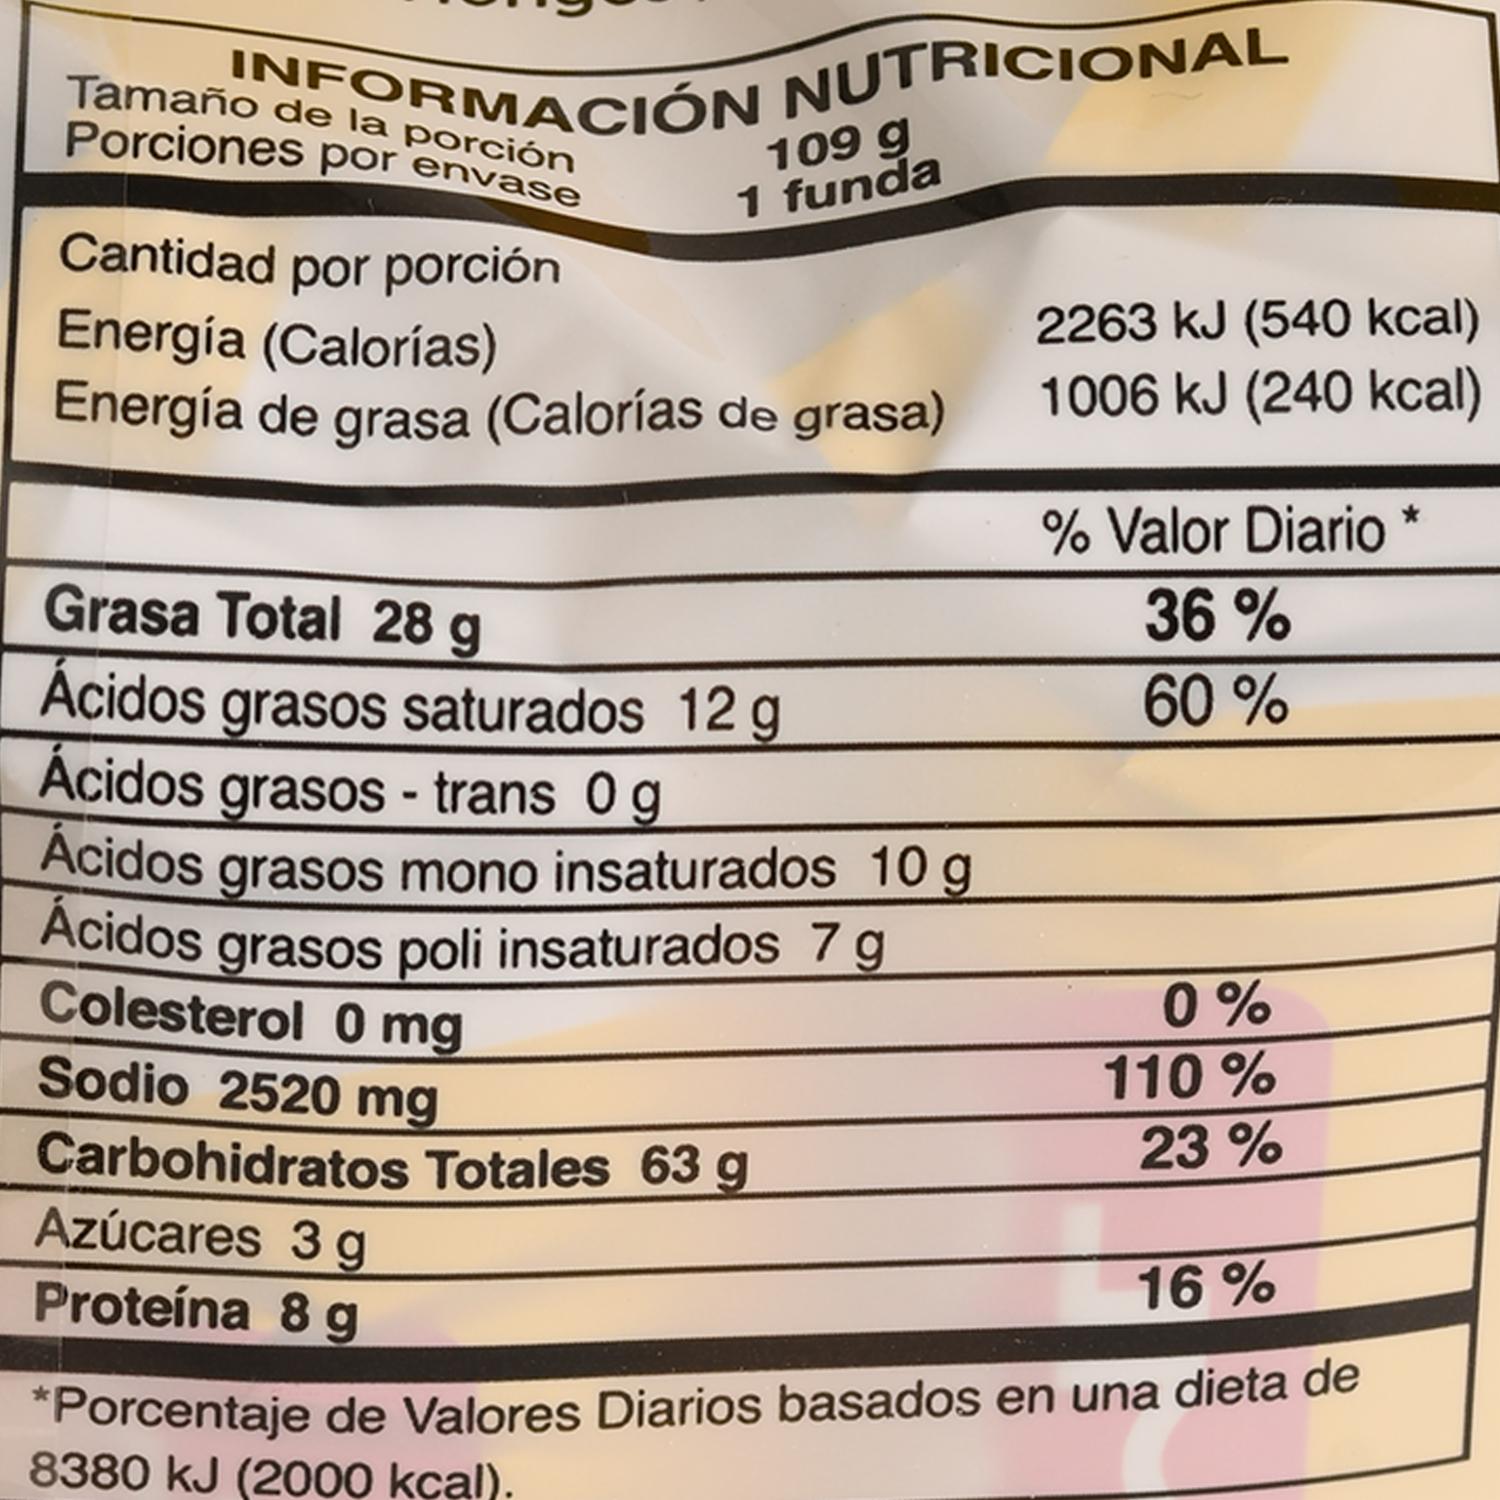 INFORMACIÓN NUTRICIONAL
Tamaño de la porción 109 g
Porciones por envase 1 funda
Cantidad por porción
Energía (Calorías) 2263 kJ (540 kcal)
Energía de grasa (Calorías de grasa) 1006 kJ (240 kcal)
% Valor Diario *
Grasa Total 28 g 36 %
Ácidos grasos saturados 12 g 60 %
Ácidos grasos - trans 0 g
Ácidos grasos mono insaturados 10 g
Ácidos grasos poli insaturados 7 g
Colesterol 0 mg 0 %
Sodio 2520 mg 110 %
Carbohidratos Totales 63 g 23 %
Azúcares 3 g
Proteína 8 g 16 %
*Porcentaje de Valores Diarios basados en una dieta de
8380 kJ (2000 kcal).